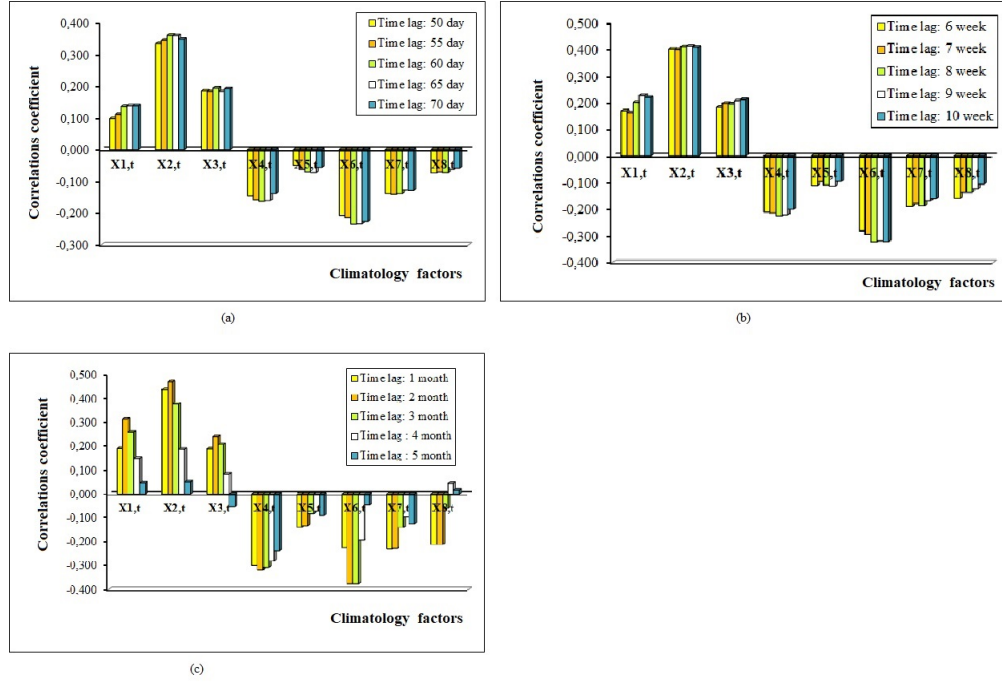 Correlations coefficient
0,400
0,300
0,200
0,100
0,000
-0,100
-0,200
-0,300
X1,t X2,t X3,t X4,t X5,t X6,t X7,t X8,t
Climatology factors
Time lag: 50 day
Time lag: 55 day
Time lag: 60 day
Time lag: 65 day
Time lag: 70 day
(a)
Correlations coefficient
0,500
0,400
0,300
0,200
0,100
0,000
-0,100
-0,200
-0,300
-0,400
X1,t X2,t X3,t X4,t X5,t X6,t X7,t X8,t
Climatology factors
Time lag: 6 week
Time lag: 7 week
Time lag: 8 week
Time lag: 9 week
Time lag: 10 week
(b)
Correlations coefficient
0,500
0,400
0,300
0,200
0,100
0,000
-0,100
-0,200
-0,300
-0,400
X1,t X2,t X3,t X4,t X5,t X6,t X7,t X8,t
Climatology factors
Time lag: 1 month
Time lag: 2 month
Time lag: 3 month
Time lag : 4 month
Time lag : 5 month
(c)